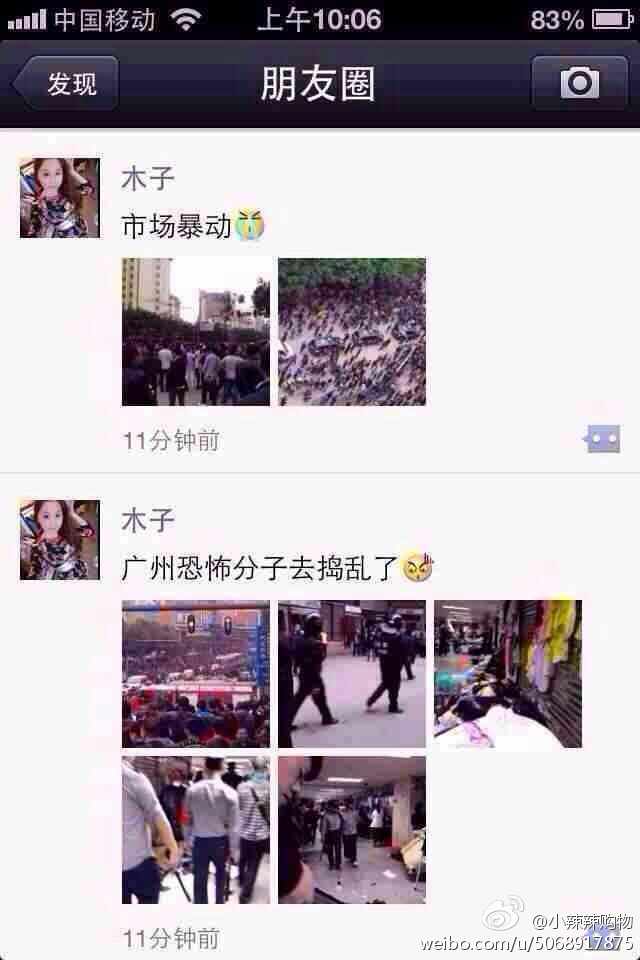 中国移动 上午10:06 83%
发现 朋友圈
木子
市场暴动
11分钟前
木子
广州恐怖分子去捣乱了
11分钟前
@小辣辣购物
weibo.com/u/5068917875